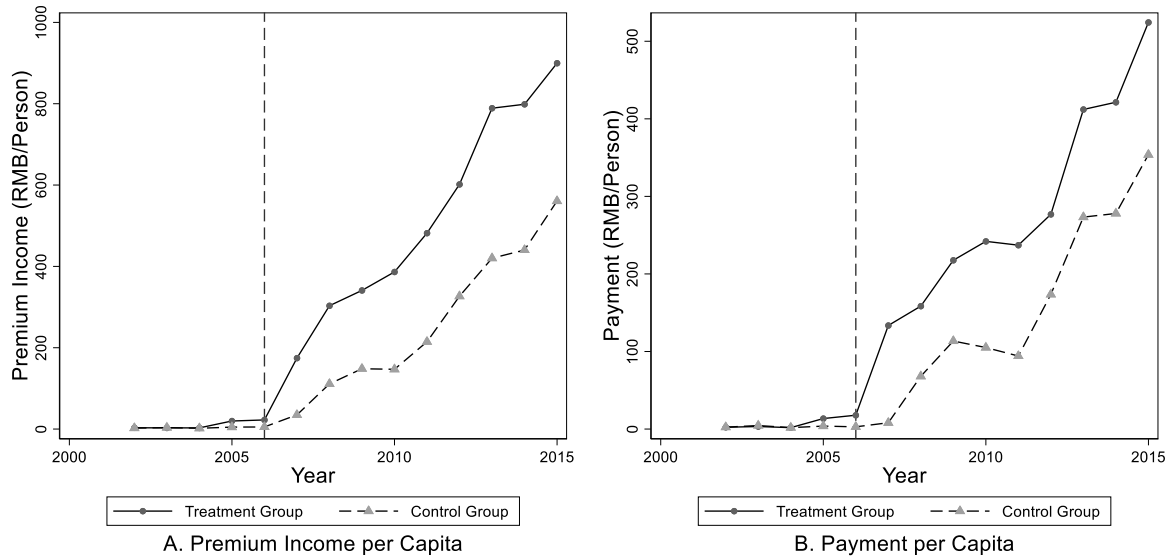 Premium Income (RMB/Person)
1000
800
600
400
200
0
2000 2005 2010 2015
Year
Treatment Group Control Group
A. Premium Income per Capita
Payment (RMB/Person)
500
400
300
200
100
0
2000 2005 2010 2015
Year
Treatment Group Control Group
B. Payment per Capita